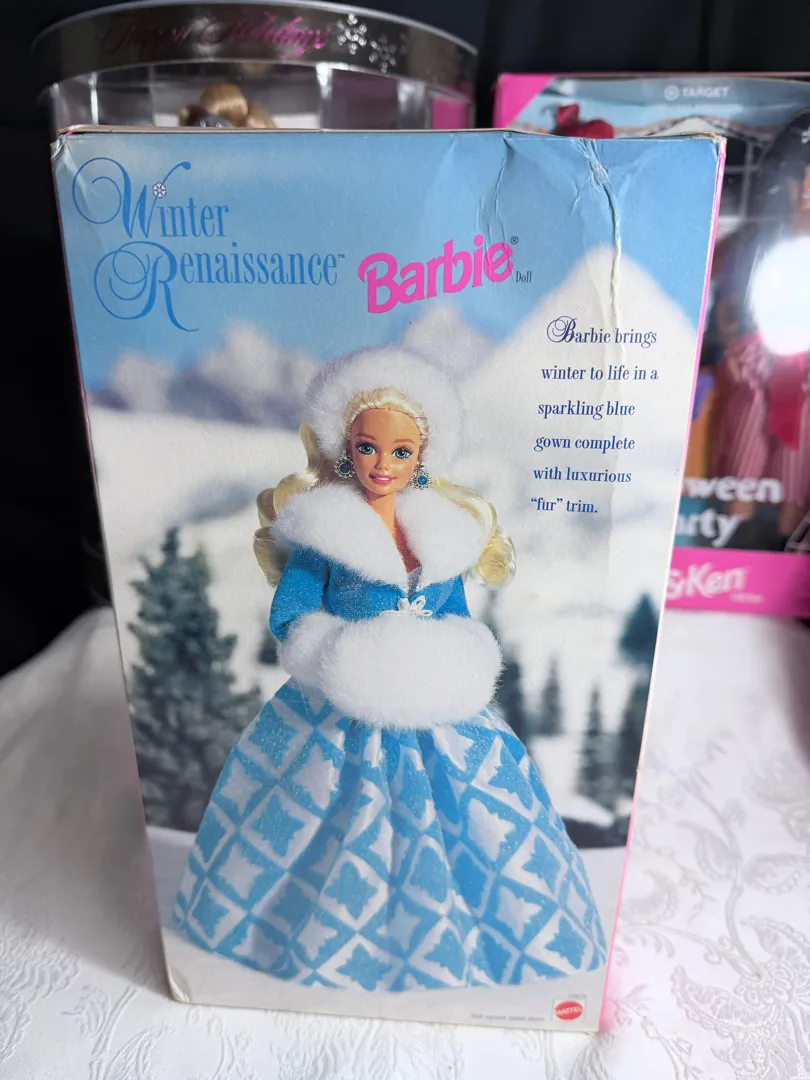 Happy Holidays
TARGET
Winter
Renaissance™ Barbie® Doll
Barbie brings
winter to life in a
sparkling blue
gown complete
with luxurious
"fur" trim.
ween
rty
& Ken
MATTEL